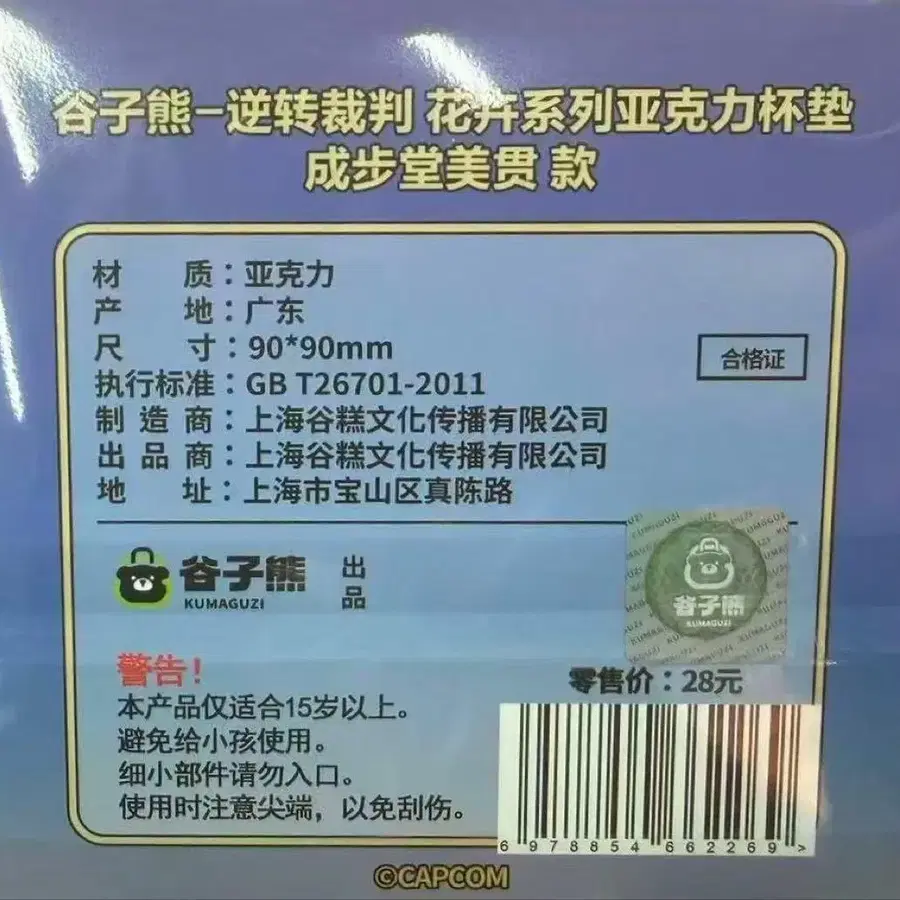 谷子熊-逆转裁判 花卉系列亚克力杯垫
成步堂美贯 款
材 质：亚克力
产 地：广东
尺 寸：90*90mm
执行标准：GB T26701-2011
制造商：上海谷糕文化传播有限公司
出品商：上海谷糕文化传播有限公司
地 址：上海市宝山区真陈路
合格证
谷子熊 出品
KUMAGUZI
谷子熊
KUMAGUZI
警告！
本产品仅适合15岁以上。
避免给小孩使用。
细小部件请勿入口。
使用时注意尖端，以免刮伤。
零售价：28元
6 978854 662269 >
©CAPCOM